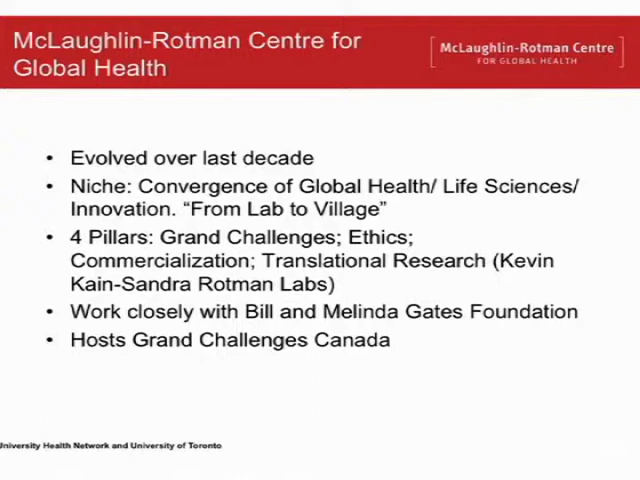 McLaughlin-Rotman Centre for
Global Health
McLaughlin-Rotman Centre
FOR GLOBAL HEALTH
• Evolved over last decade
• Niche: Convergence of Global Health/ Life Sciences/
Innovation. “From Lab to Village”
• 4 Pillars: Grand Challenges; Ethics;
Commercialization; Translational Research (Kevin
Kain-Sandra Rotman Labs)
• Work closely with Bill and Melinda Gates Foundation
• Hosts Grand Challenges Canada
University Health Network and University of Toronto